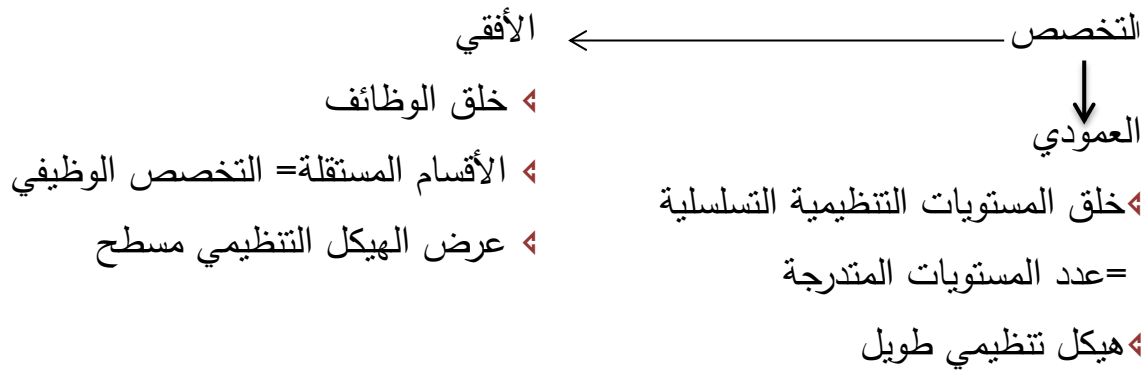 التخصص
العمودي
خلق المستويات التنظيمية التسلسلية
=عدد المستويات المتدرجة
هيكل تنظيمي طويل
الأفقي
خلق الوظائف
الأقسام المستقلة= التخصص الوظيفي
عرض الهيكل التنظيمي مسطح